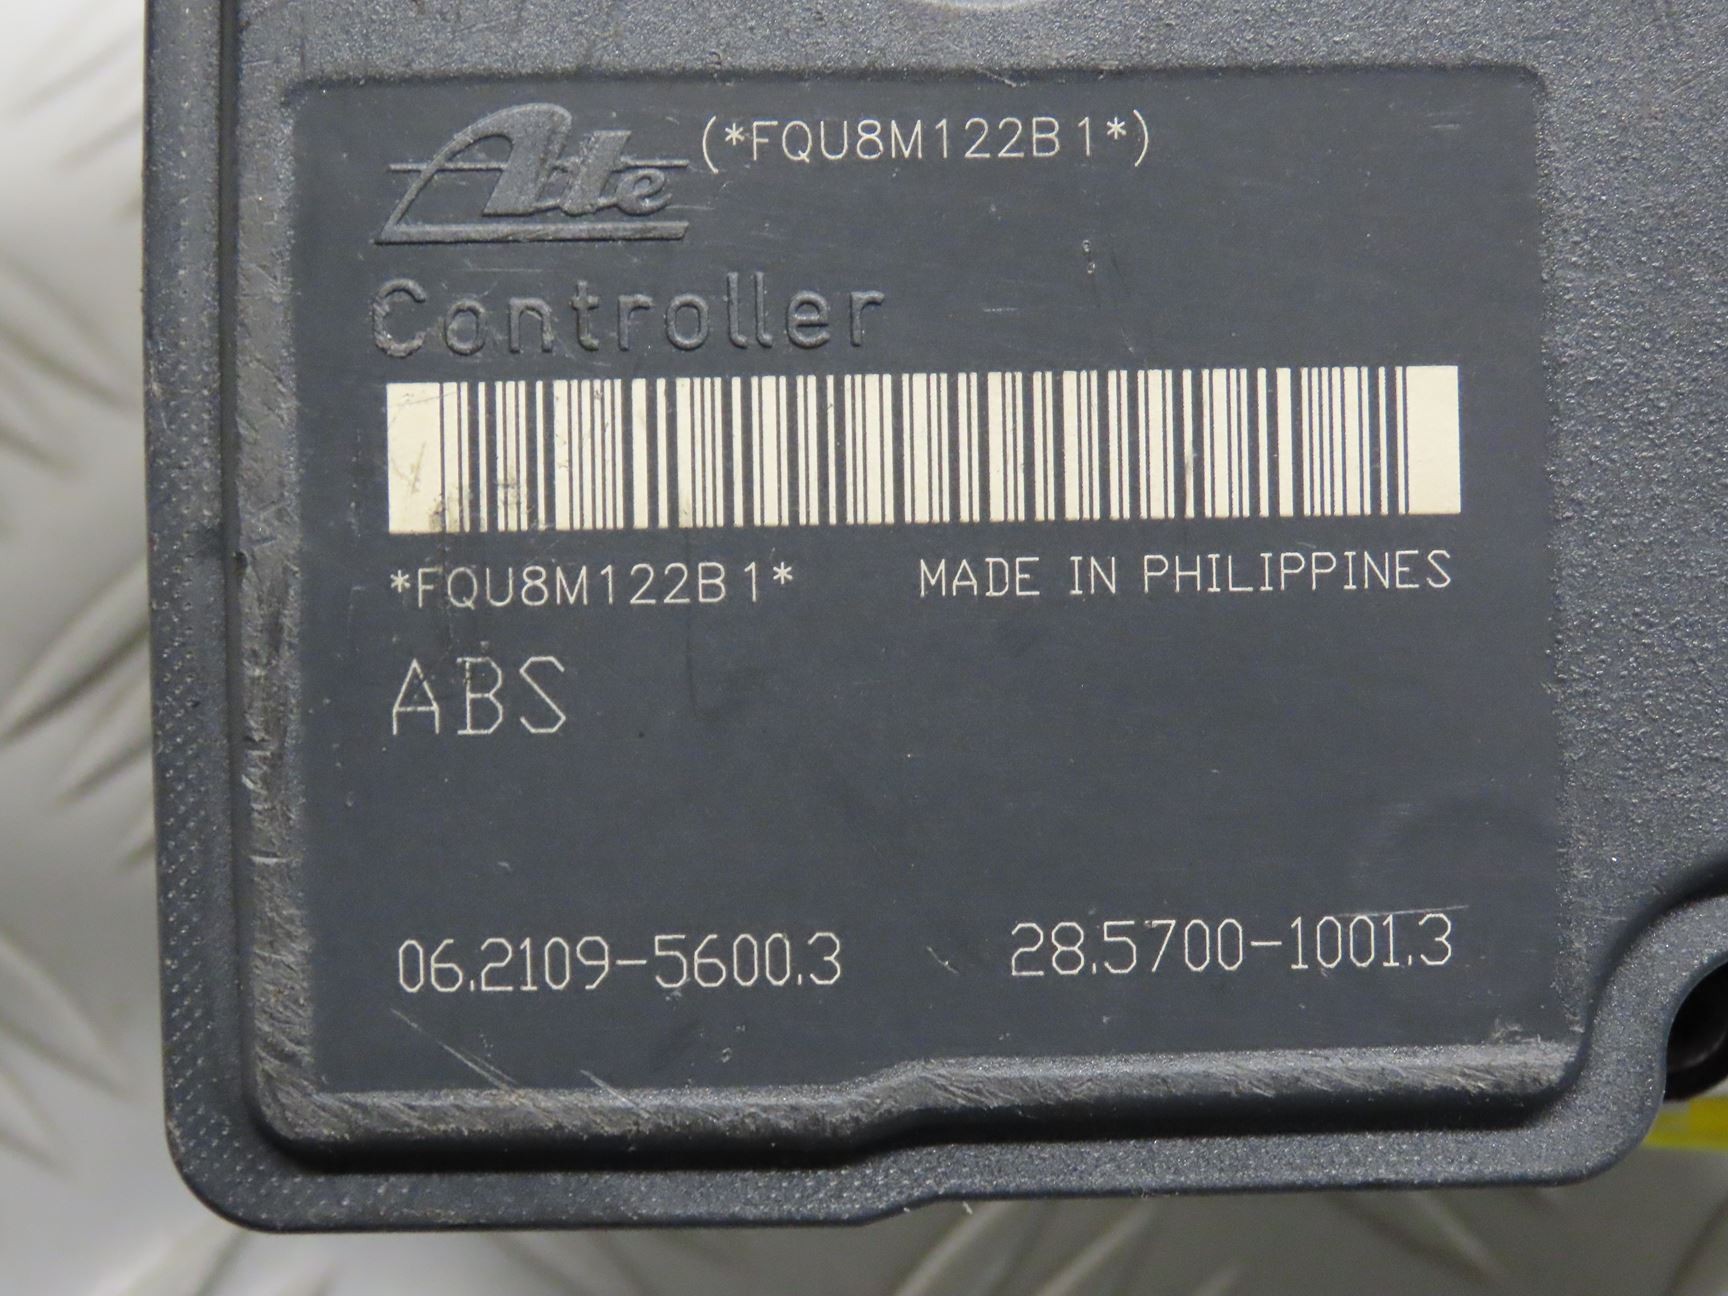 Ate (*FQU8M122B1*)
Controller
*FQU8M122B1* MADE IN PHILIPPINES
ABS
06.2109-5600.3 28.5700-1001.3